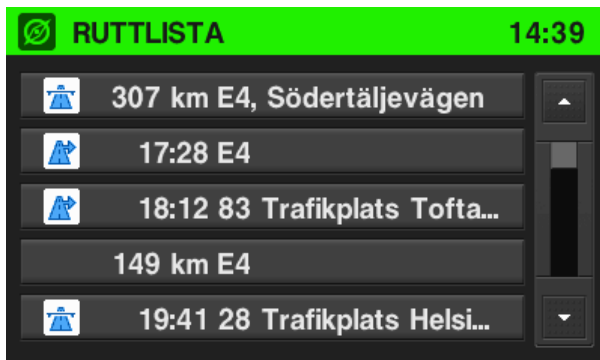 RUTTLISTA 14:39
307 km E4, Södertäljevägen
17:28 E4
18:12 83 Trafikplats Tofta...
149 km E4
19:41 28 Trafikplats Helsi...